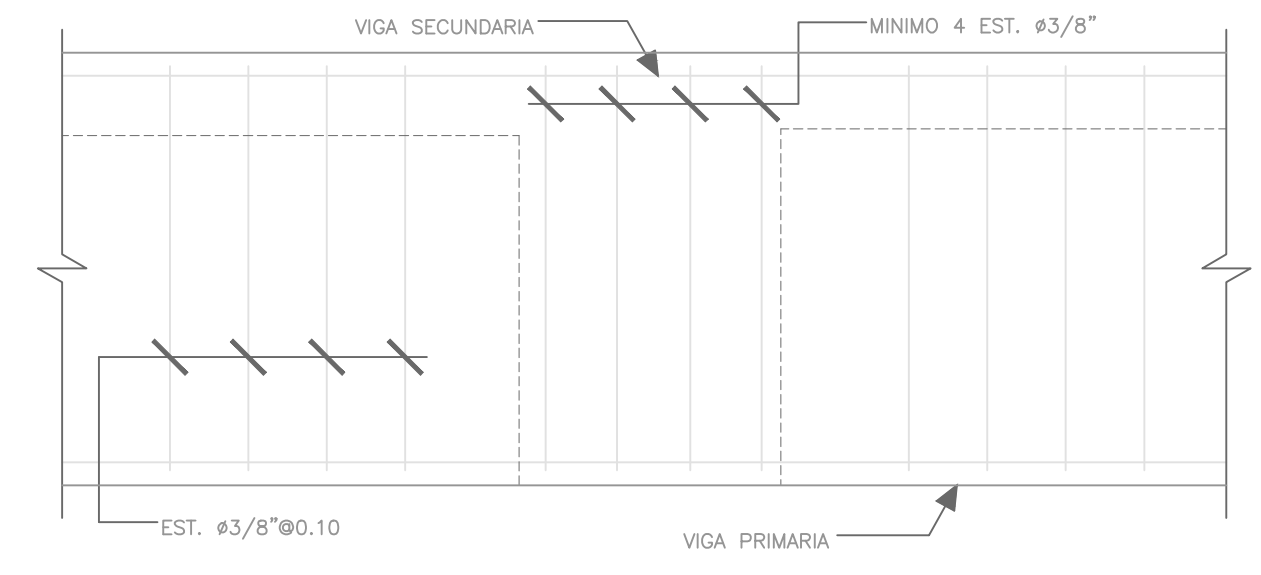 VIGA SECUNDARIA
MINIMO 4 EST. ø3/8”
EST. ø3/8”@0.10
VIGA PRIMARIA